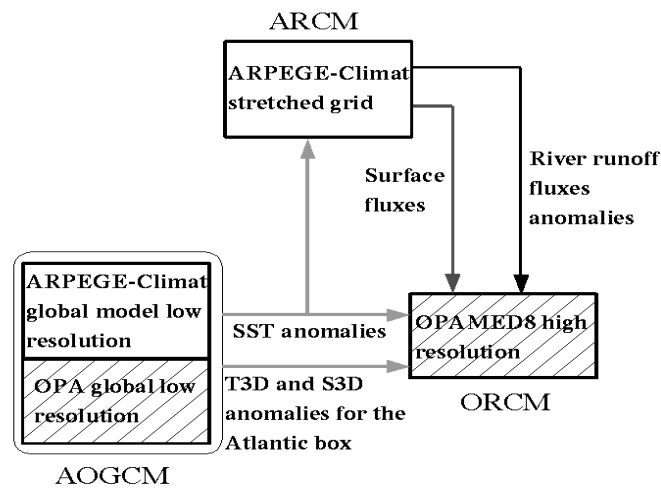 ARCM
ARPEGE-Climat
stretched grid
Surface
fluxes
River runoff
fluxes
anomalies
ARPEGE-Climat
global model low
resolution
OPA global low
resolution
AOGCM
SST anomalies
T3D and S3D
anomalies for the
Atlantic box
OPAMED8 high
resolution
ORCM